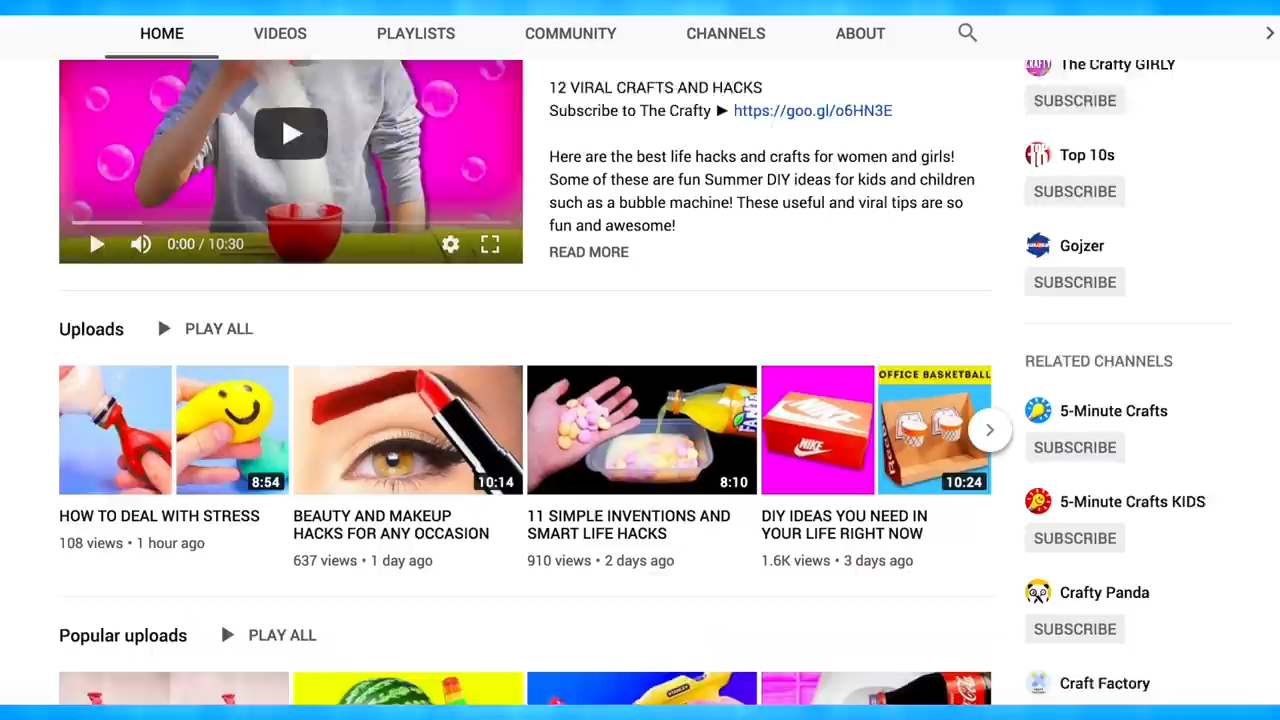 HOME VIDEOS PLAYLISTS COMMUNITY CHANNELS ABOUT
12 VIRAL CRAFTS AND HACKS
Subscribe to The Crafty ► https://goo.gl/o6HN3E
Here are the best life hacks and crafts for women and girls!
Some of these are fun Summer DIY ideas for kids and children
such as a bubble machine! These useful and viral tips are so
fun and awesome!
READ MORE
0:00 / 10:30
Uploads PLAY ALL
8:54
HOW TO DEAL WITH STRESS
108 views • 1 hour ago
10:14
BEAUTY AND MAKEUP
HACKS FOR ANY OCCASION
637 views • 1 day ago
FANTA
8:10
11 SIMPLE INVENTIONS AND
SMART LIFE HACKS
910 views • 2 days ago
NIKE
OFFICE BASKETBALL
10:24
DIY IDEAS YOU NEED IN
YOUR LIFE RIGHT NOW
1.6K views • 3 days ago
Popular uploads PLAY ALL
STANLEY
Coca-Cola
The Crafty GIRLY
SUBSCRIBE
Top 10s
SUBSCRIBE
Gojzer
SUBSCRIBE
RELATED CHANNELS
5-Minute Crafts
SUBSCRIBE
5-Minute Crafts KIDS
SUBSCRIBE
Crafty Panda
SUBSCRIBE
Craft Factory